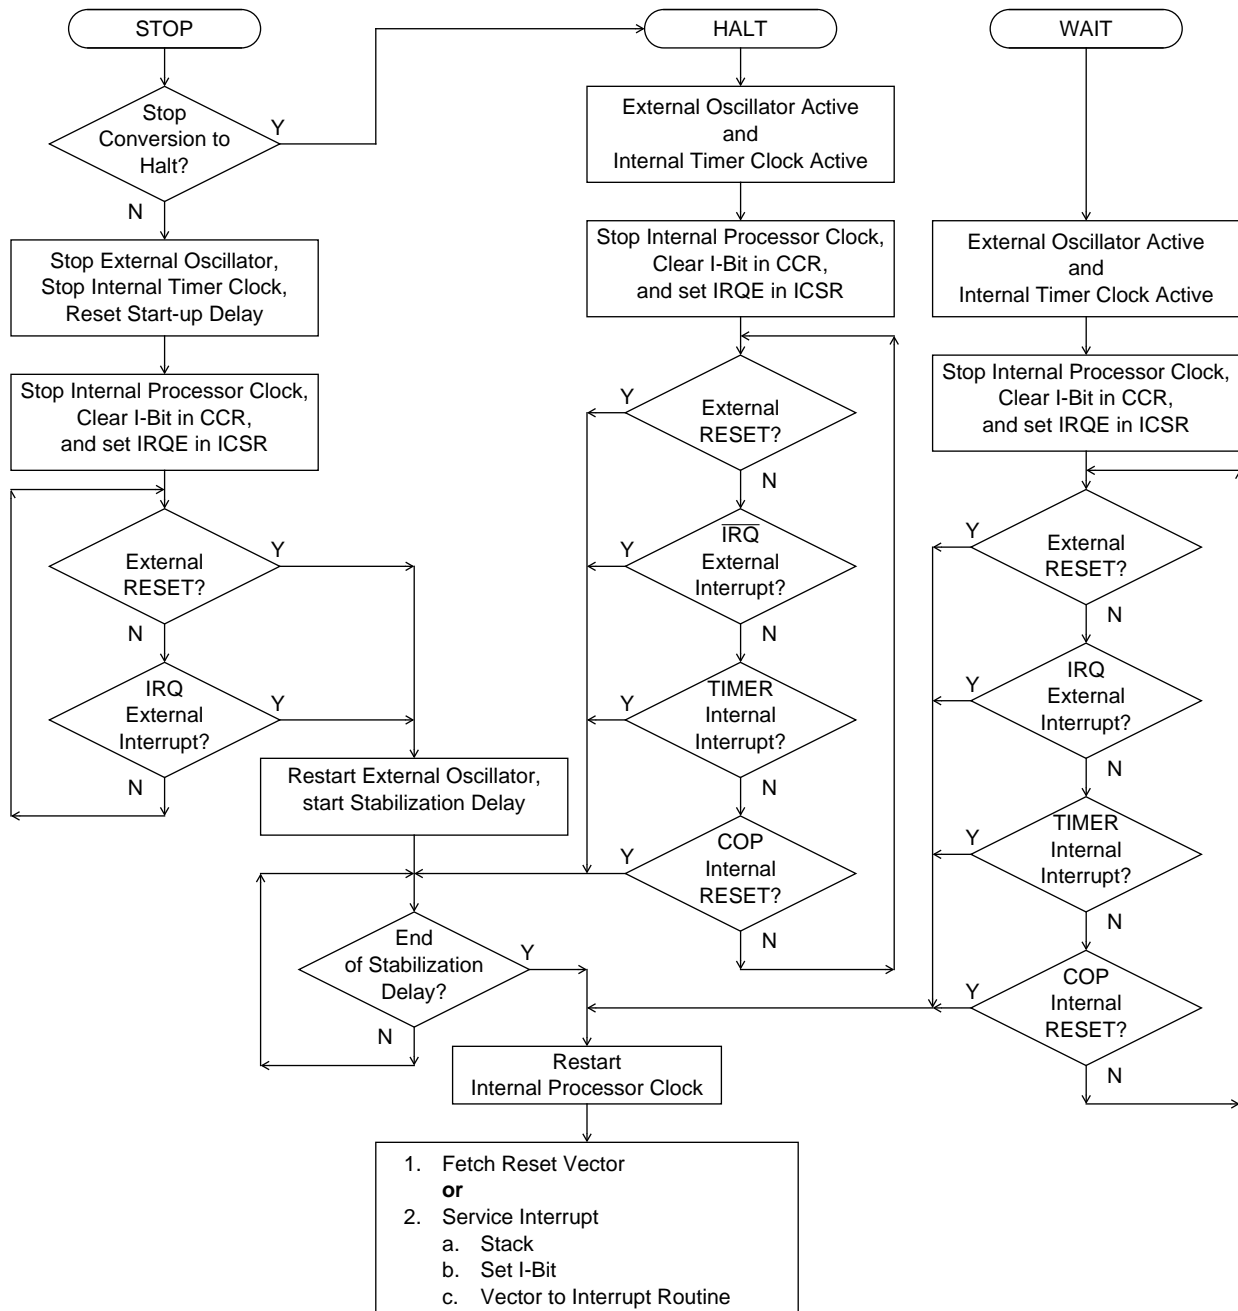 STOP
Stop
Conversion to
Halt?
Y
N
Stop External Oscillator,
Stop Internal Timer Clock,
Reset Start-up Delay
Stop Internal Processor Clock,
Clear I-Bit in CCR,
and set IRQE in ICSR
External
RESET?
Y
N
IRQ
External
Interrupt?
Y
N
Restart External Oscillator,
start Stabilization Delay
End
of Stabilization
Delay?
Y
N
HALT
External Oscillator Active
and
Internal Timer Clock Active
Stop Internal Processor Clock,
Clear I-Bit in CCR,
and set IRQE in ICSR
Y
External
RESET?
N
Y
IRQ
External
Interrupt?
N
Y
TIMER
Internal
Interrupt?
N
Y
COP
Internal
RESET?
N
WAIT
External Oscillator Active
and
Internal Timer Clock Active
Stop Internal Processor Clock,
Clear I-Bit in CCR,
and set IRQE in ICSR
Y
External
RESET?
N
Y
IRQ
External
Interrupt?
N
Y
TIMER
Internal
Interrupt?
N
Y
COP
Internal
RESET?
N
Restart
Internal Processor Clock
1. Fetch Reset Vector
or
2. Service Interrupt
a. Stack
b. Set I-Bit
c. Vector to Interrupt Routine